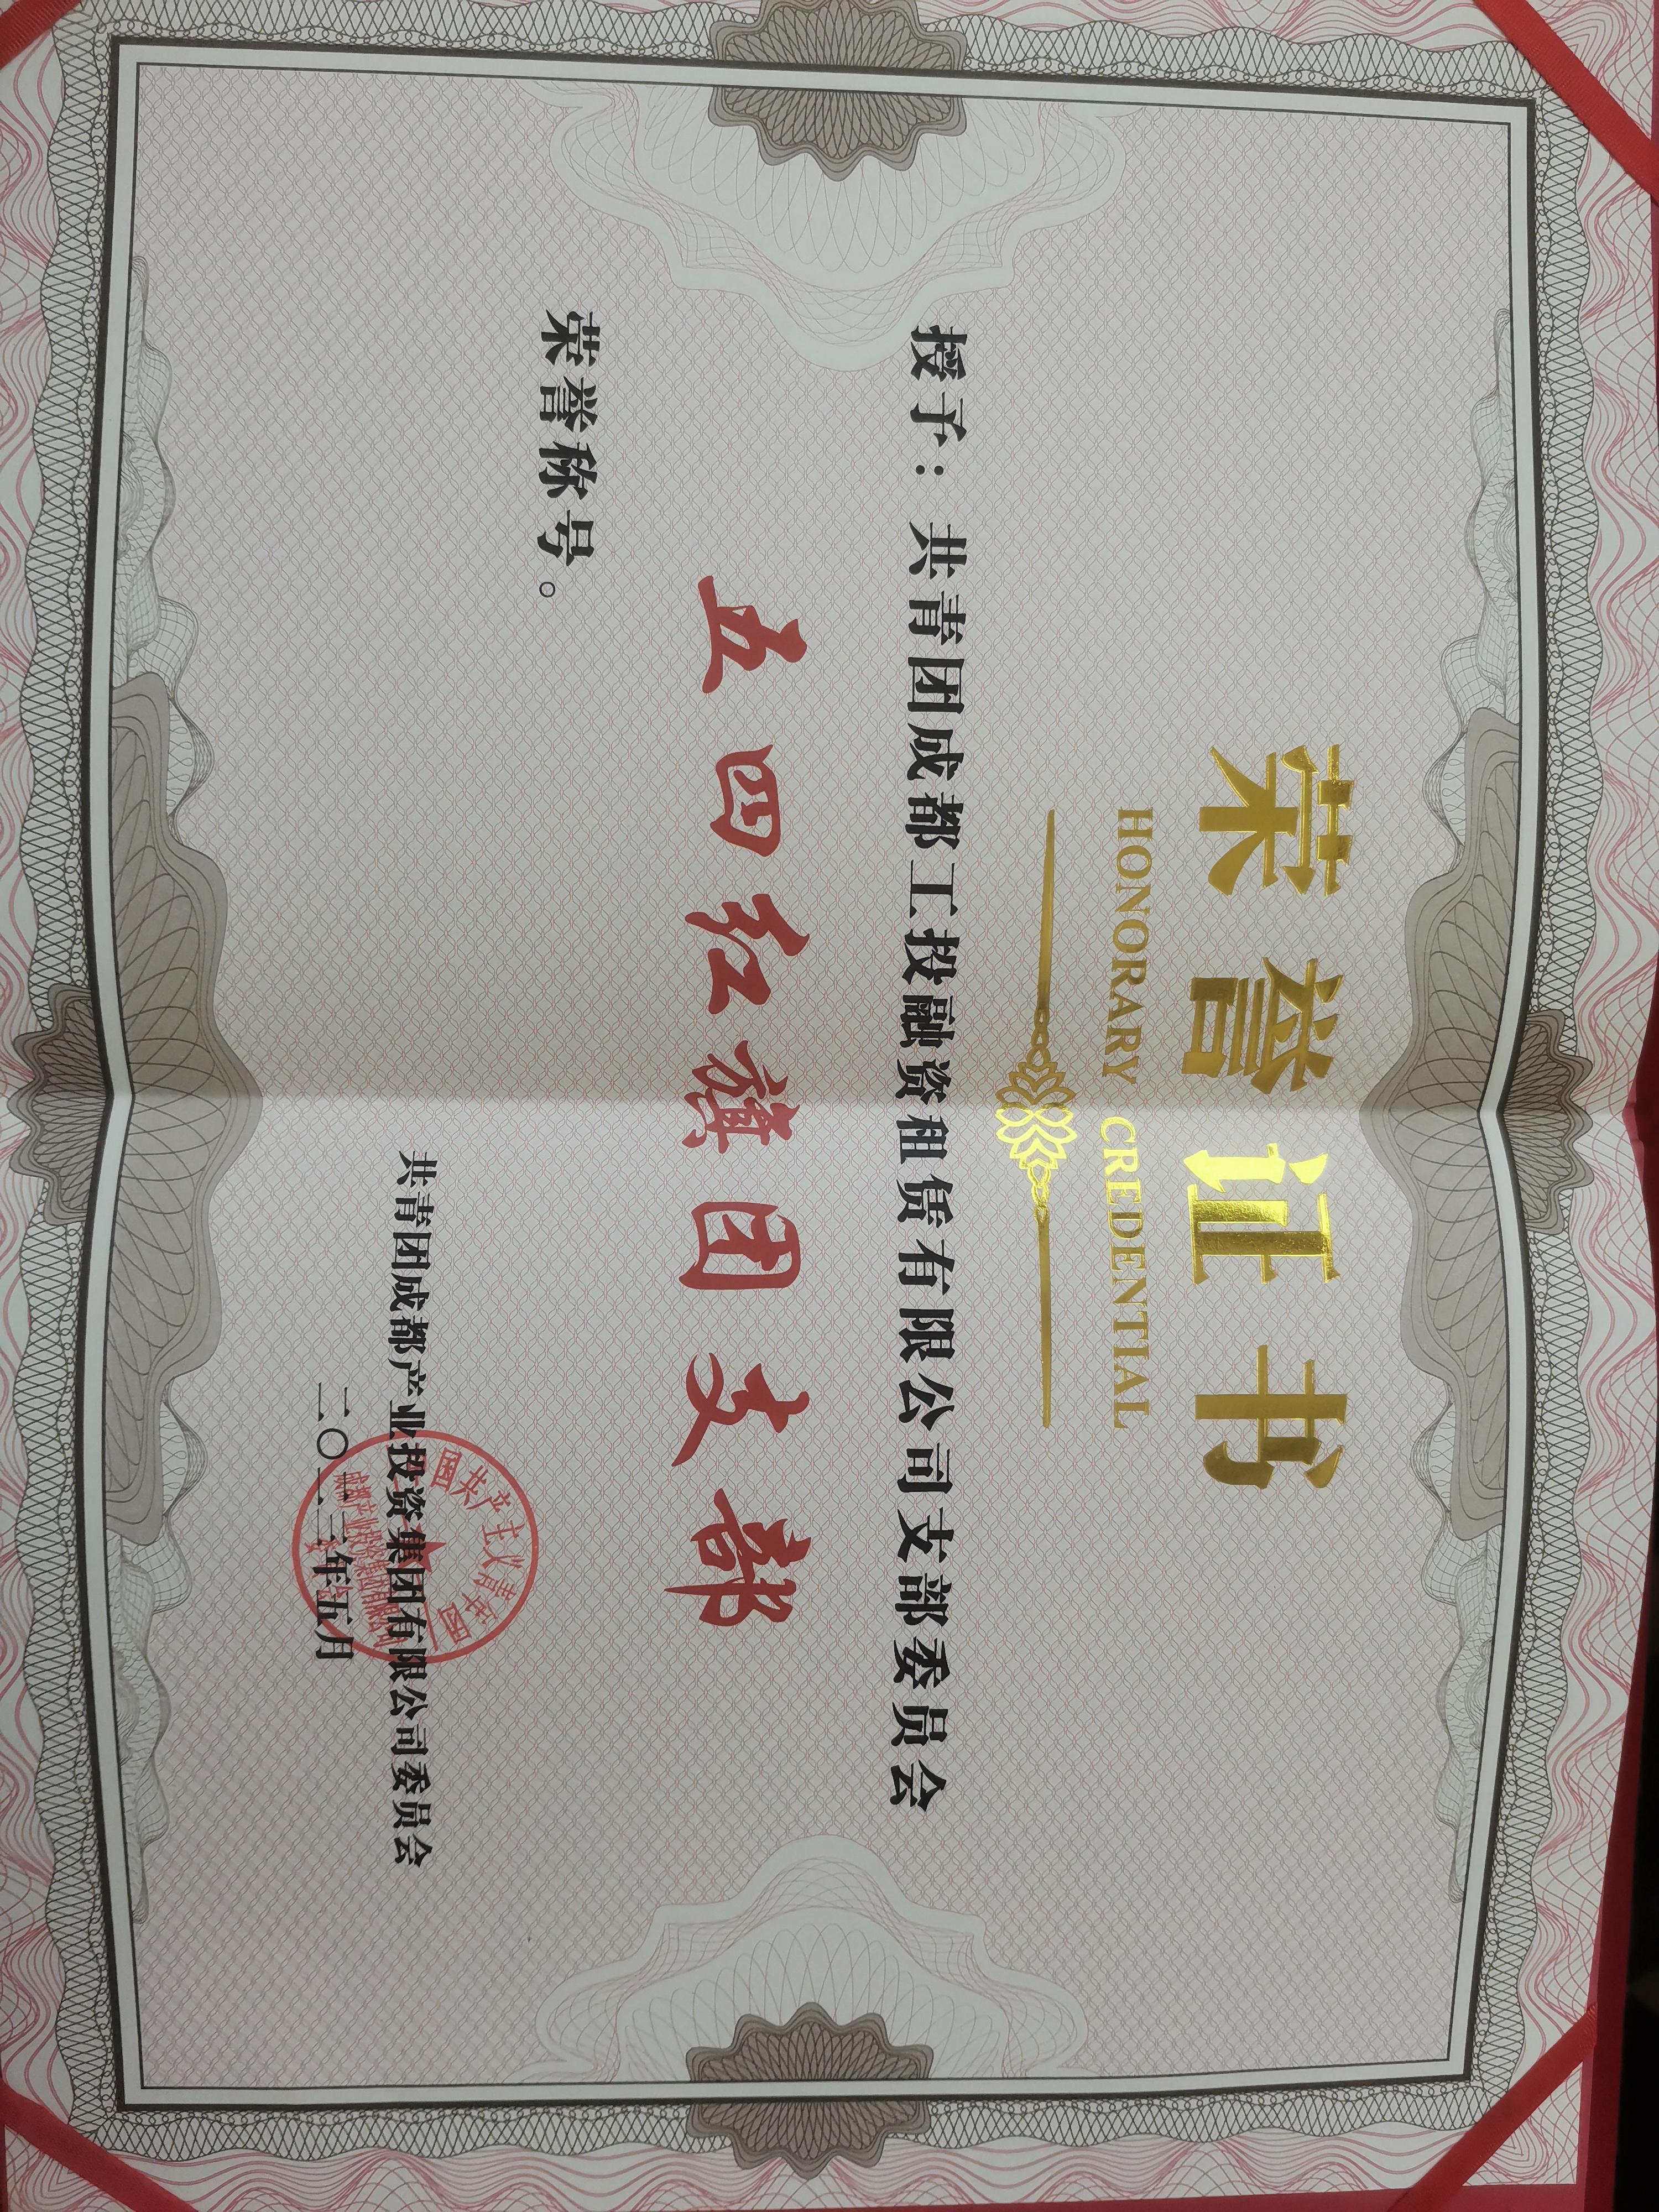 荣誉证书
HONORARY CREDENTIAL
授予：共青团成都工投融资租赁有限公司支部委员会
五四红旗团支部
荣誉称号。
共青团成都产业投资集团有限公司委员会
二〇二三年五月